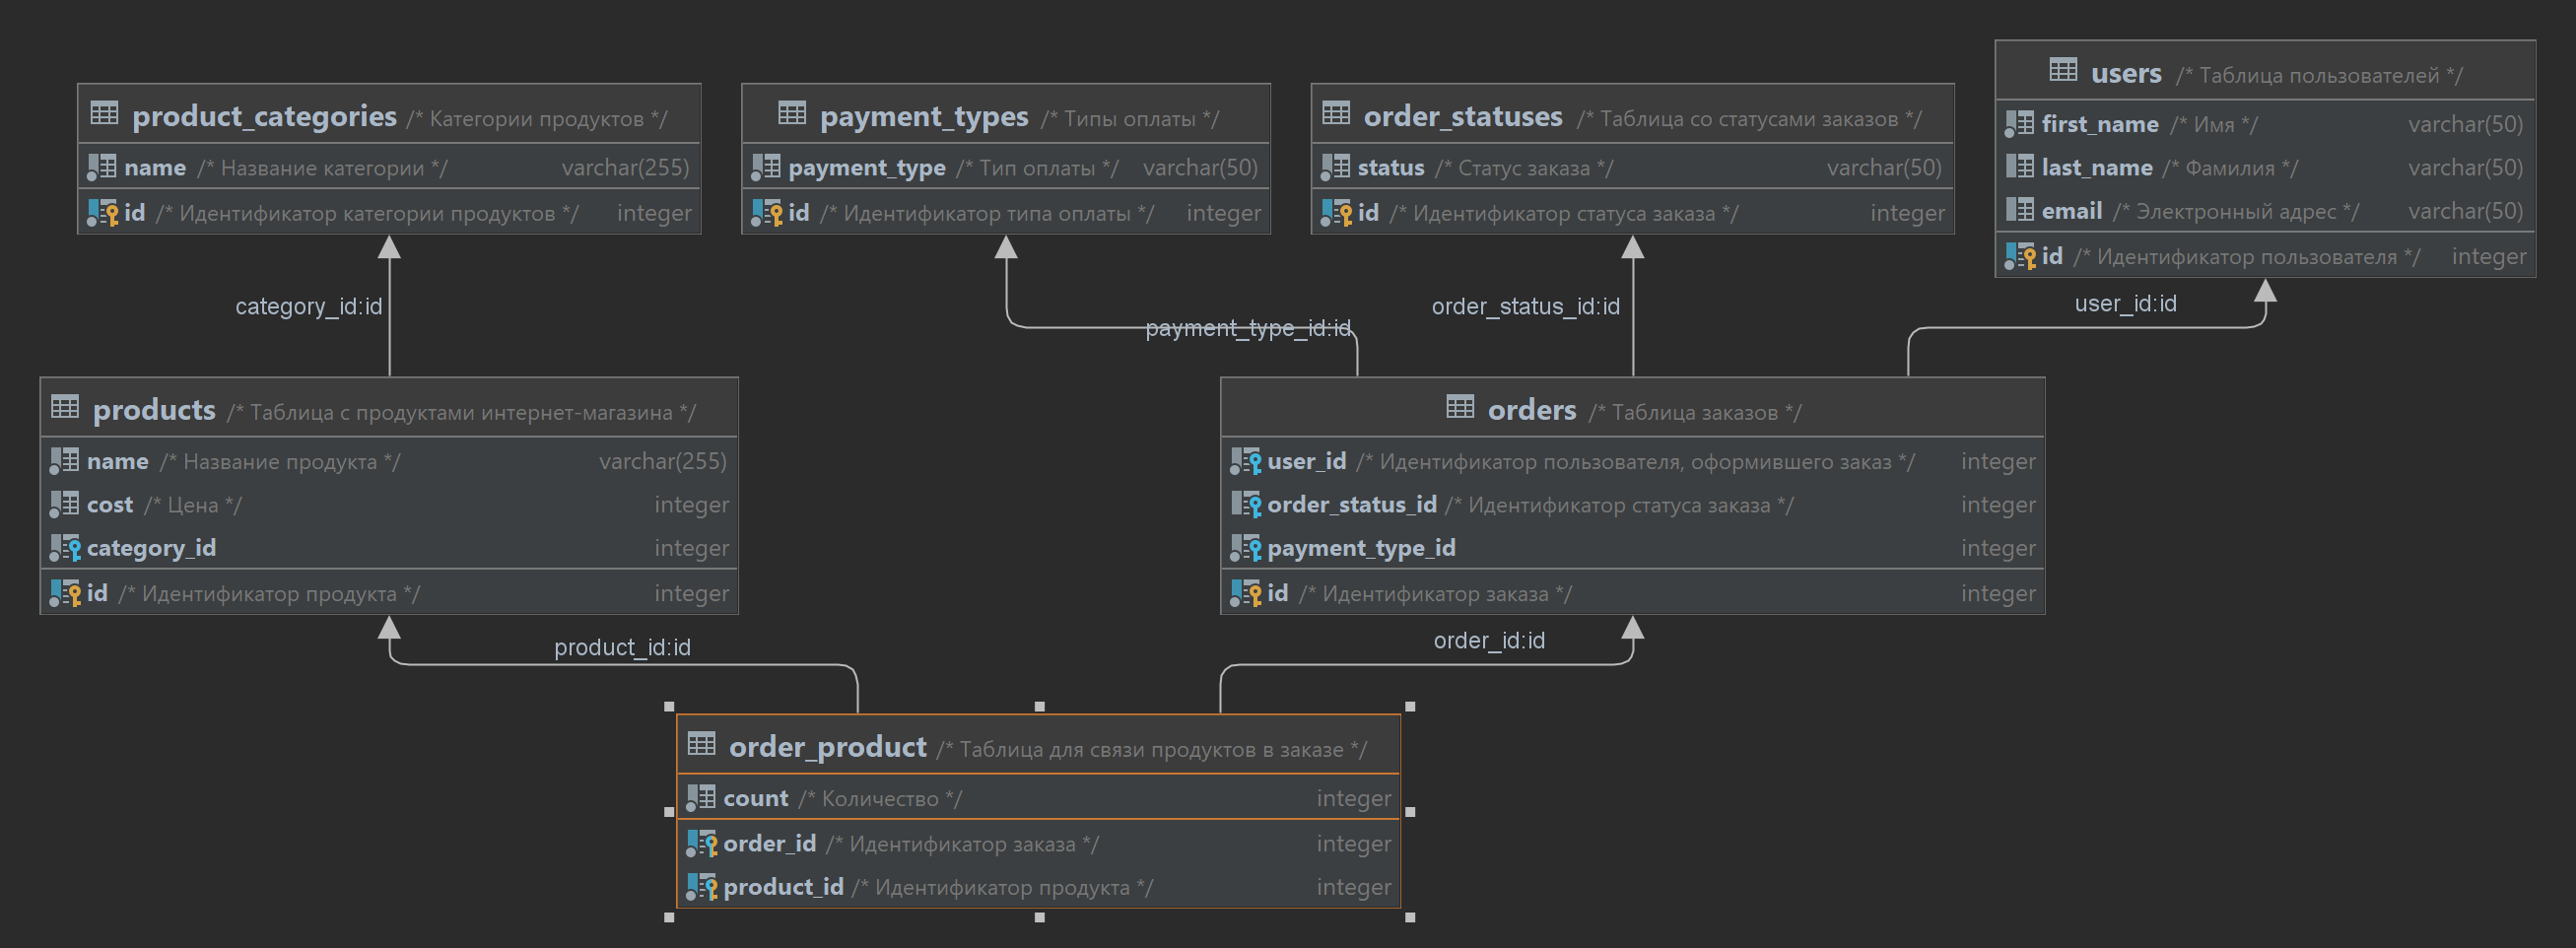 product_categories /* Категории продуктов */
name /* Название категории */ varchar(255)
id /* Идентификатор категории продуктов */ integer
payment_types /* Типы оплаты */
payment_type /* Тип оплаты */ varchar(50)
id /* Идентификатор типа оплаты */ integer
order_statuses /* Таблица со статусами заказов */
status /* Статус заказа */ varchar(50)
id /* Идентификатор статуса заказа */ integer
users /* Таблица пользователей */
first_name /* Имя */ varchar(50)
last_name /* Фамилия */ varchar(50)
email /* Электронный адрес */ varchar(50)
id /* Идентификатор пользователя */ integer
category_id:id
payment_type_id:id
order_status_id:id
user_id:id
products /* Таблица с продуктами интернет-магазина */
name /* Название продукта */ varchar(255)
cost /* Цена */ integer
category_id integer
id /* Идентификатор продукта */ integer
orders /* Таблица заказов */
user_id /* Идентификатор пользователя, оформившего заказ */ integer
order_status_id /* Идентификатор статуса заказа */ integer
payment_type_id integer
id /* Идентификатор заказа */ integer
product_id:id
order_id:id
order_product /* Таблица для связи продуктов в заказе */
count /* Количество */ integer
order_id /* Идентификатор заказа */ integer
product_id /* Идентификатор продукта */ integer